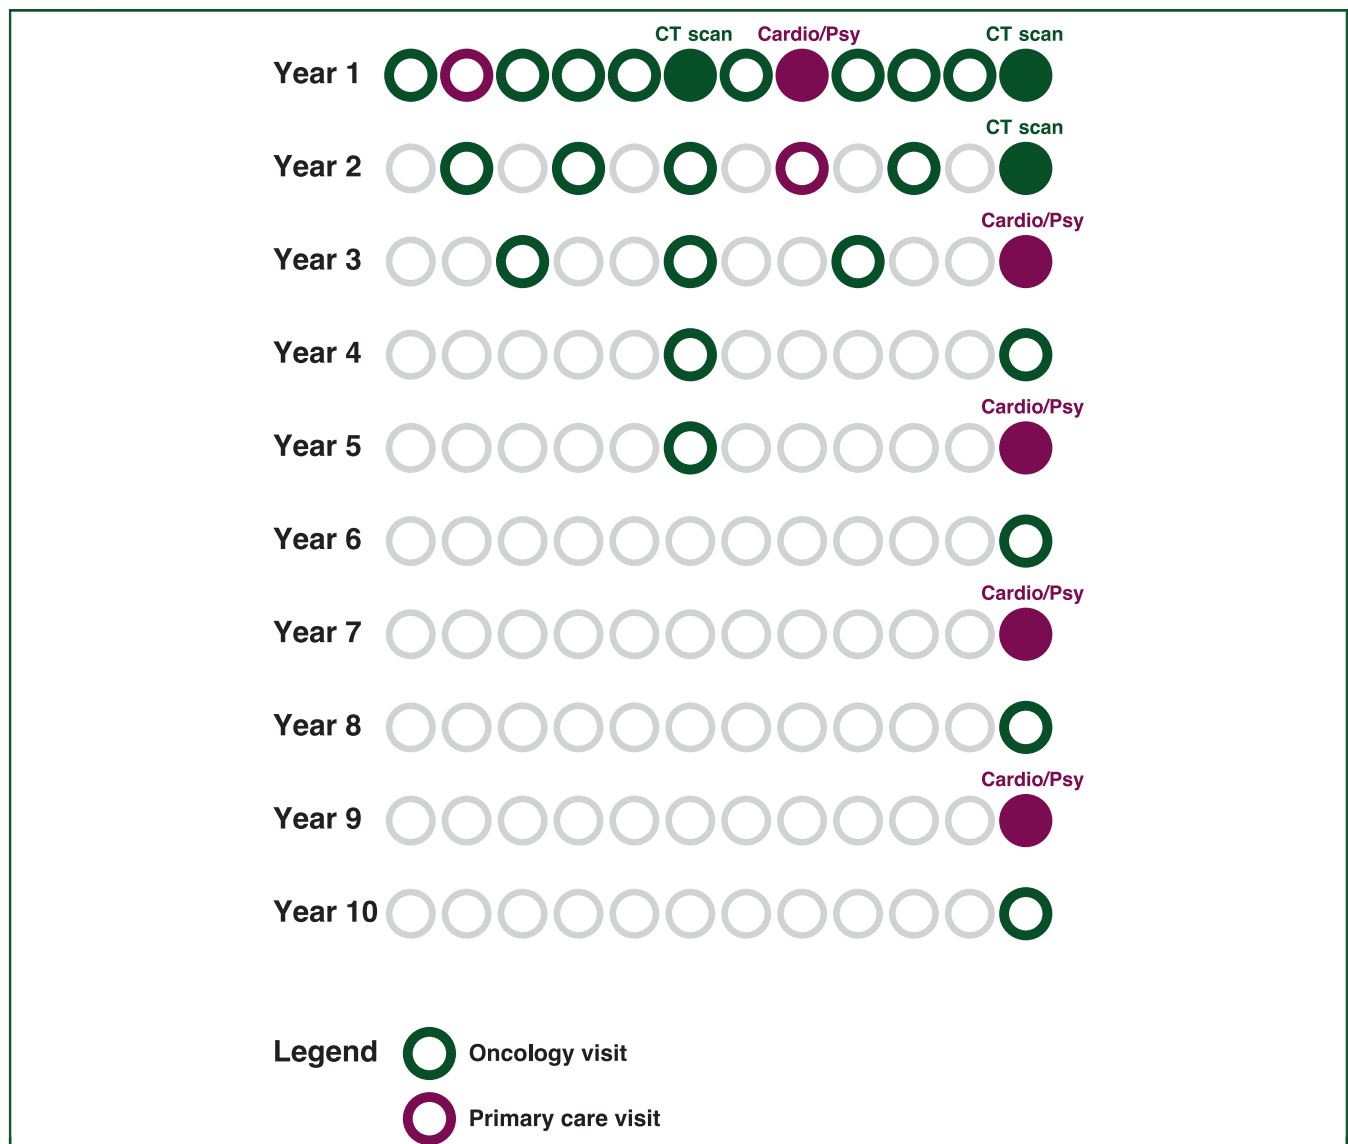 CT scan Cardio/Psy CT scan
Year 1
CT scan
Year 2
Cardio/Psy
Year 3
Year 4
Cardio/Psy
Year 5
Year 6
Cardio/Psy
Year 7
Year 8
Cardio/Psy
Year 9
Year 10
Legend Oncology visit
Primary care visit